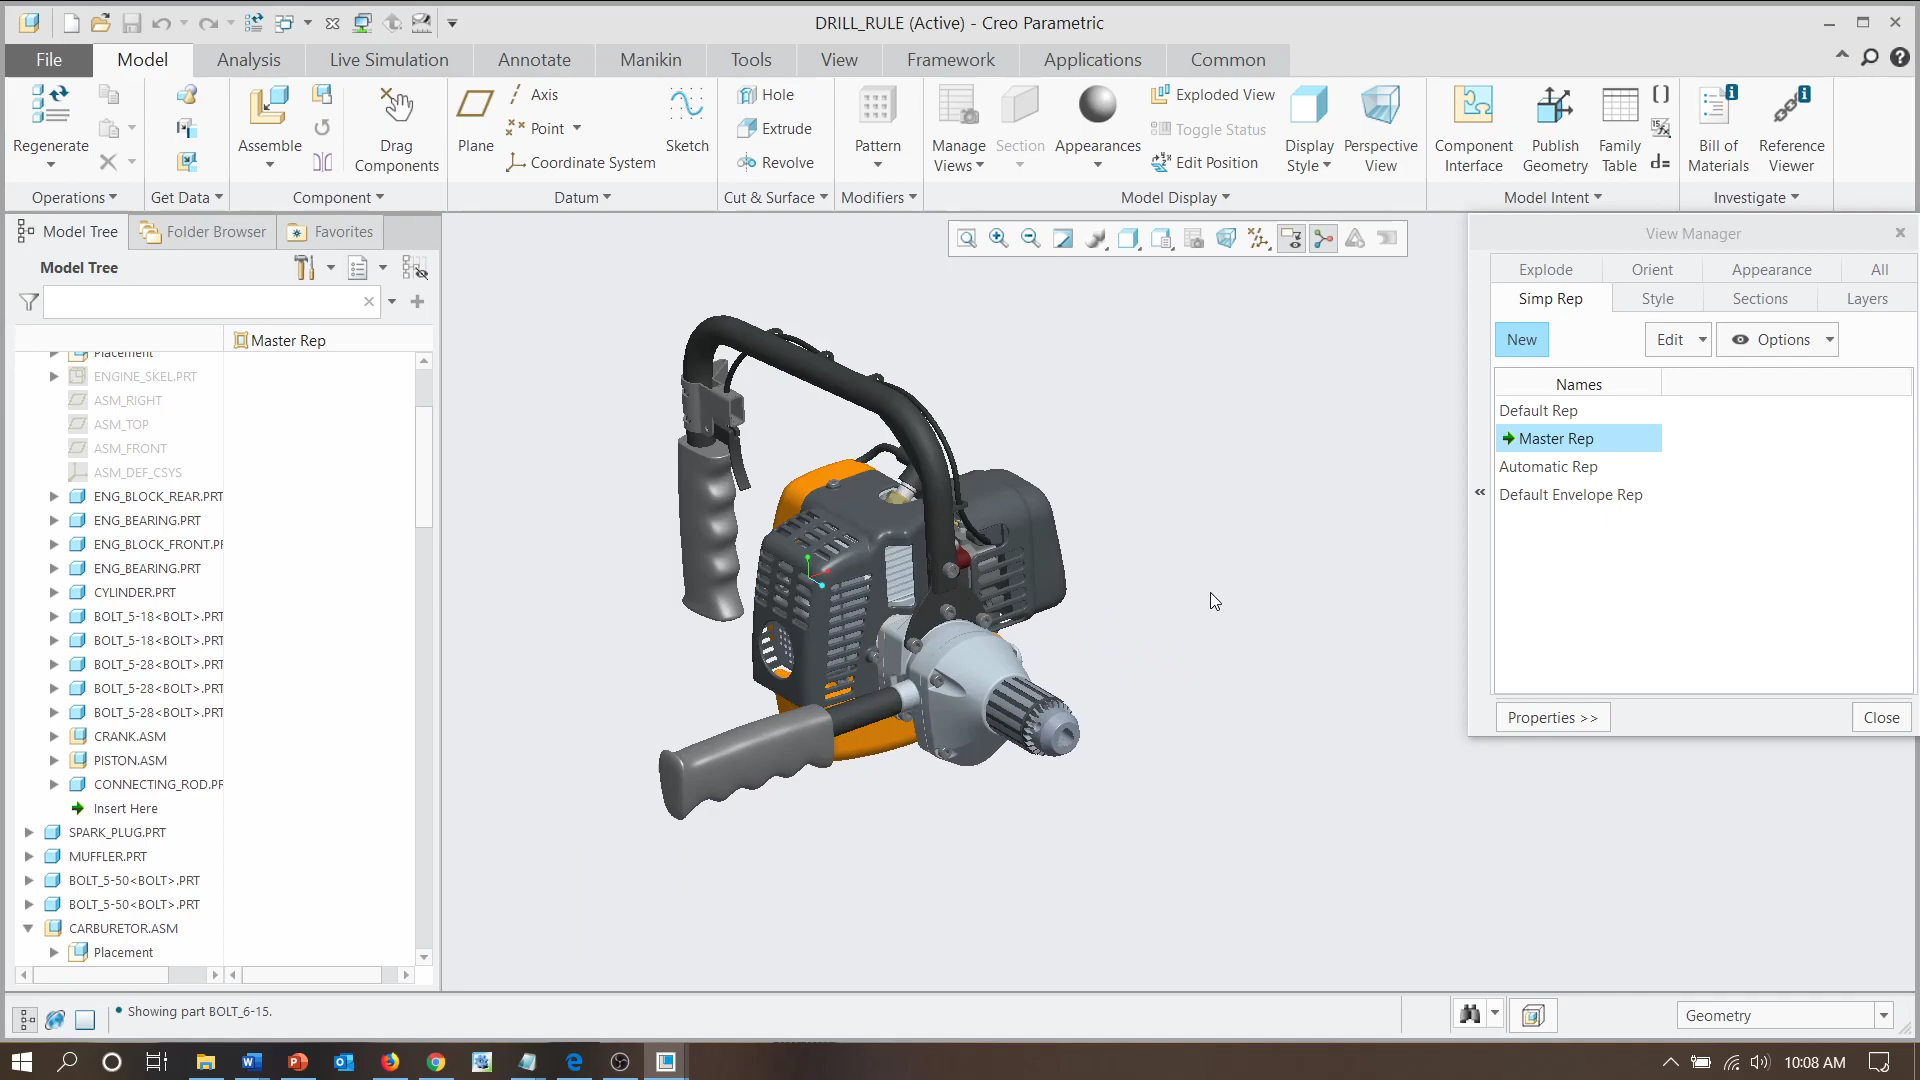 DRILL_RULE (Active) - Creo Parametric
File
Model
Analysis
Live Simulation
Annotate
Manikin
Tools
View
Framework
Applications
Common
Regenerate
Assemble
Drag
Components
Plane
Axis
Point
Coordinate System
Sketch
Hole
Extrude
Revolve
Pattern
Manage
Views
Section
Appearances
Exploded View
Toggle Status
Edit Position
Display
Style
Perspective
View
Component
Interface
Publish
Geometry
Family
Table
Bill of
Materials
Reference
Viewer
Operations
Get Data
Component
Datum
Cut & Surface
Modifiers
Model Display
Model Intent
Investigate
Model Tree
Folder Browser
Favorites
Model Tree
Master Rep
Placement
ENGINE_SKEL.PRT
ASM_RIGHT
ASM_TOP
ASM_FRONT
ASM_DEF_CSYS
ENG_BLOCK_REAR.PRT
ENG_BEARING.PRT
ENG_BLOCK_FRONT.PR
ENG_BEARING.PRT
CYLINDER.PRT
BOLT_5-18<BOLT>.PRT
BOLT_5-18<BOLT>.PRT
BOLT_5-28<BOLT>.PRT
BOLT_5-28<BOLT>.PRT
BOLT_5-28<BOLT>.PRT
CRANK.ASM
PISTON.ASM
CONNECTING_ROD.PR
Insert Here
SPARK_PLUG.PRT
MUFFLER.PRT
BOLT_5-50<BOLT>.PRT
BOLT_5-50<BOLT>.PRT
CARBURETOR.ASM
Placement
View Manager
Explode
Orient
Appearance
All
Simp Rep
Style
Sections
Layers
New
Edit
Options
Names
Default Rep
Master Rep
Automatic Rep
Default Envelope Rep
Properties >>
Close
Showing part BOLT_6-15.
Geometry
10:08 AM